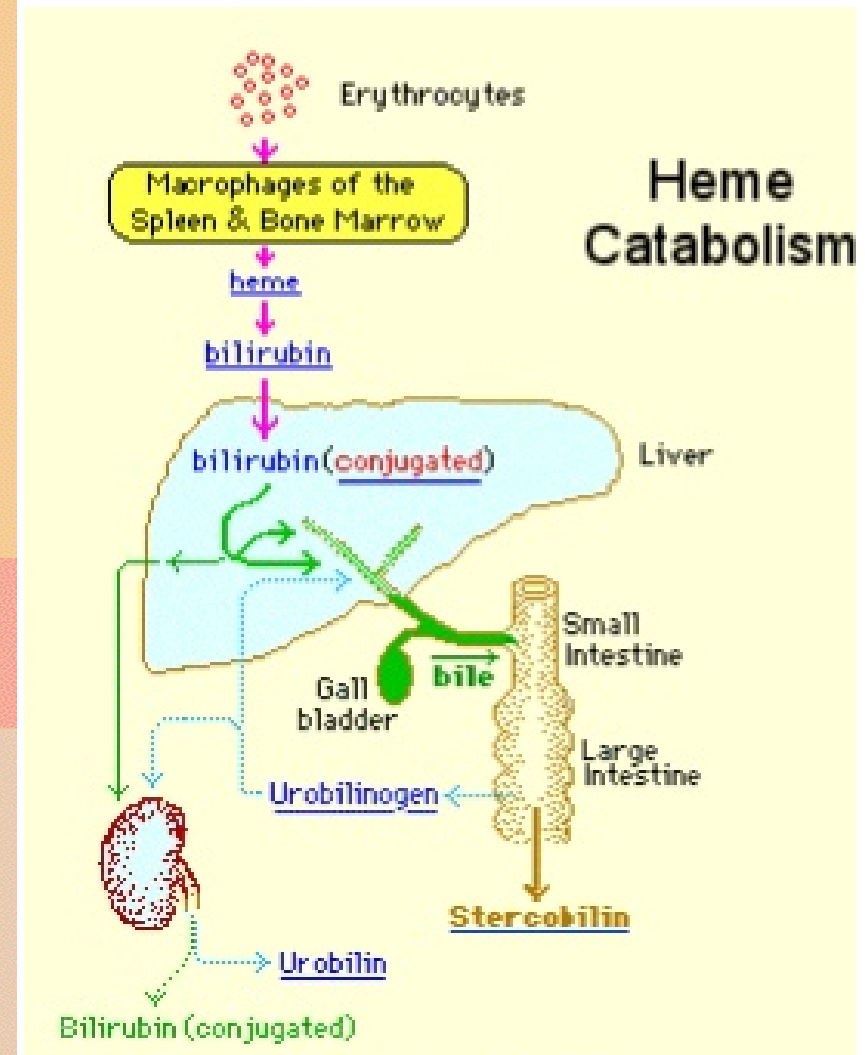 Erythrocytes
Heme
Catabolism
Macrophages of the
Spleen & Bone Marrow
heme
bilirubin
bilirubin (conjugated)
Liver
Small
Intestine
bile
Gall
bladder
Large
Intestine
Urobilinogen
Stercobilin
Urobilin
Bilirubin (conjugated)